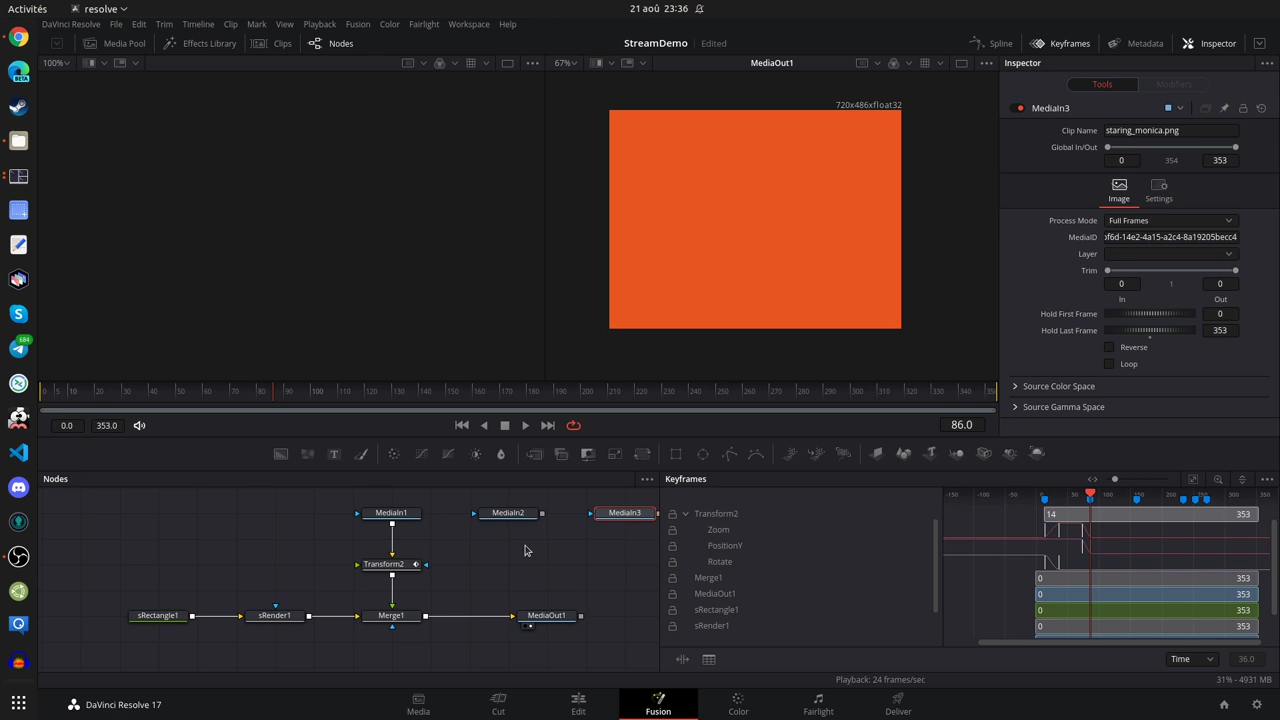 Activités
resolve
21 aoû 23:36
DaVinci Resolve File Edit Trim Timeline Clip Mark View Playback Fusion Color Fairlight Workspace Help
Media Pool Effects Library Clips Nodes
StreamDemo Edited
Spline Keyframes Metadata Inspector
100%
67%
MediaOut1
Inspector
Tools Modifiers
720x486xfloat32
MediaIn3
Clip Name staring_monica.png
Global In/Out
0 354 353
Image Settings
Process Mode Full Frames
MediaID bf6d-14e2-4a15-a2c4-8a19205becc4
Layer
Trim
0 1 0
In Out
Hold First Frame 0
Hold Last Frame 353
Reverse
Loop
Source Color Space
Source Gamma Space
0 5 10 20 30 40 50 60 70 80 90 100 110 120 130 140 150 160 170 180 190 200 210 220 230 240 250 260 270 280 290 300 310 320 330 340
0.0 353.0
86.0
T
Nodes
Keyframes
-150 -100 -50 0 50 100 150 200 250 300 350
MediaIn1 MediaIn2 MediaIn3
Transform2
sRectangle1 sRender1 Merge1 MediaOut1
Transform2 14 353
Zoom
PositionY
Rotate
Merge1 0 353
MediaOut1 0 353
sRectangle1 0 353
sRender1 0 353
Time 36.0
Playback: 24 frames/sec
31% - 4931 MB
DaVinci Resolve 17
Media Cut Edit Fusion Color Fairlight Deliver
684
BETA